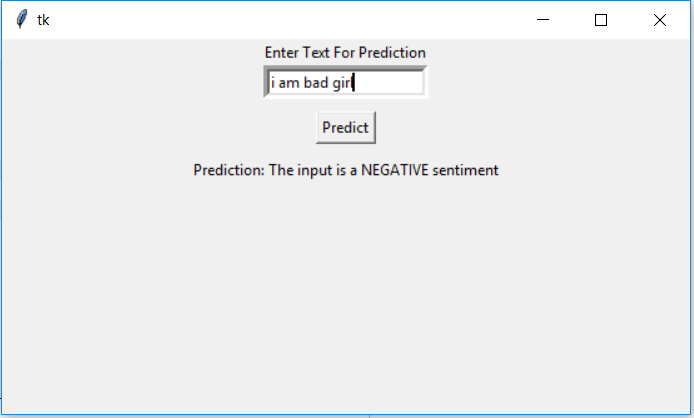 tk
Enter Text For Prediction
i am bad girl
Predict
Prediction: The input is a NEGATIVE sentiment